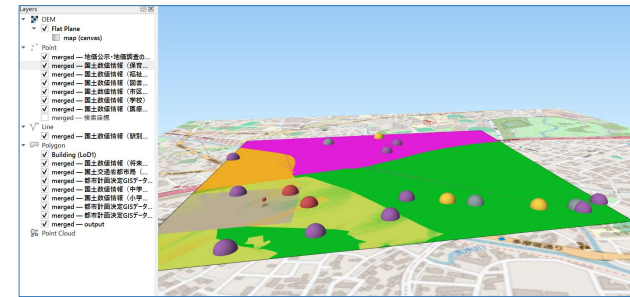 Layers
DEM
Flat Plane
map (canvas)
Point
merged — 地価公示・地価調査の...
merged — 国土数値情報（保育...
merged — 国土数値情報（福祉...
merged — 国土数値情報（図書...
merged — 国土数値情報（市区...
merged — 国土数値情報（学校）
merged — 国土数値情報（医療...
merged — 検索座標
Line
merged — 国土数値情報（駅別...
Polygon
Building (LoD1)
merged — 国土数値情報（将来...
merged — 国土交通省都市局（...
merged — 都市計画決定GISデータ...
merged — 国土数値情報（中学...
merged — 国土数値情報（小学...
merged — 都市計画決定GISデータ...
merged — 都市計画決定GISデータ...
merged — output
Point Cloud